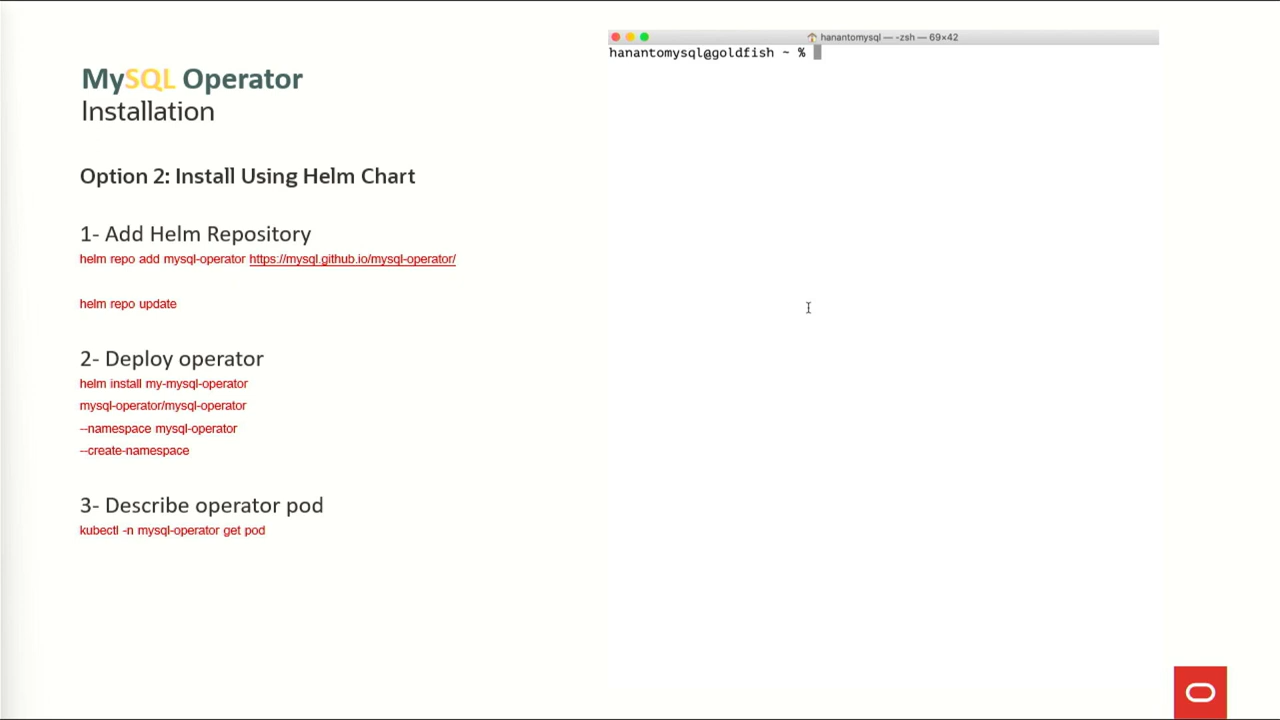 MySQL Operator
Installation
Option 2: Install Using Helm Chart
1- Add Helm Repository
helm repo add mysql-operator https://mysql.github.io/mysql-operator/
helm repo update
2- Deploy operator
helm install my-mysql-operator
mysql-operator/mysql-operator
--namespace mysql-operator
--create-namespace
3- Describe operator pod
kubectl -n mysql-operator get pod
hanantomysql — -zsh — 69×42
hanantomysql@goldfish ~ %